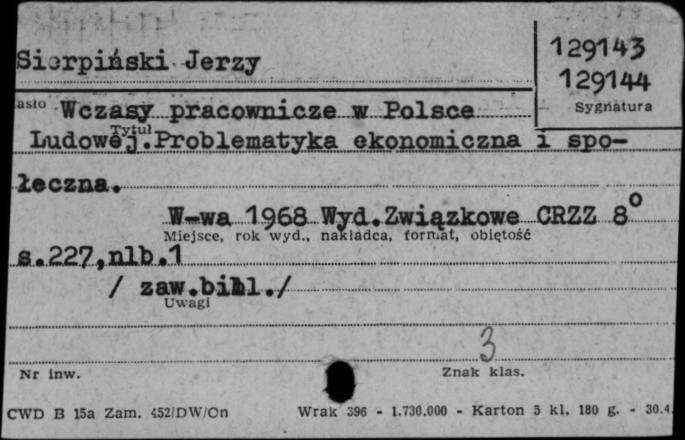 Sierpiński Jerzy
129143
129144
Sygnatura
asło Wczasy pracownicze w Polsce
Tytuł
Ludowej.Problematyka ekonomiczna i spo-
łeczna.
W-wa 1968 Wyd.Związkowe CRZZ 8°
Miejsce, rok wyd., nakładca, format, objętość
s.227,nlb.1
/ zaw.bibl./
Uwagi
3
Nr inw.
Znak klas.
CWD B 15a Zam. 452/DW/On Wrak 396 - 1.730.000 - Karton 5 kl. 180 g. - 30.4